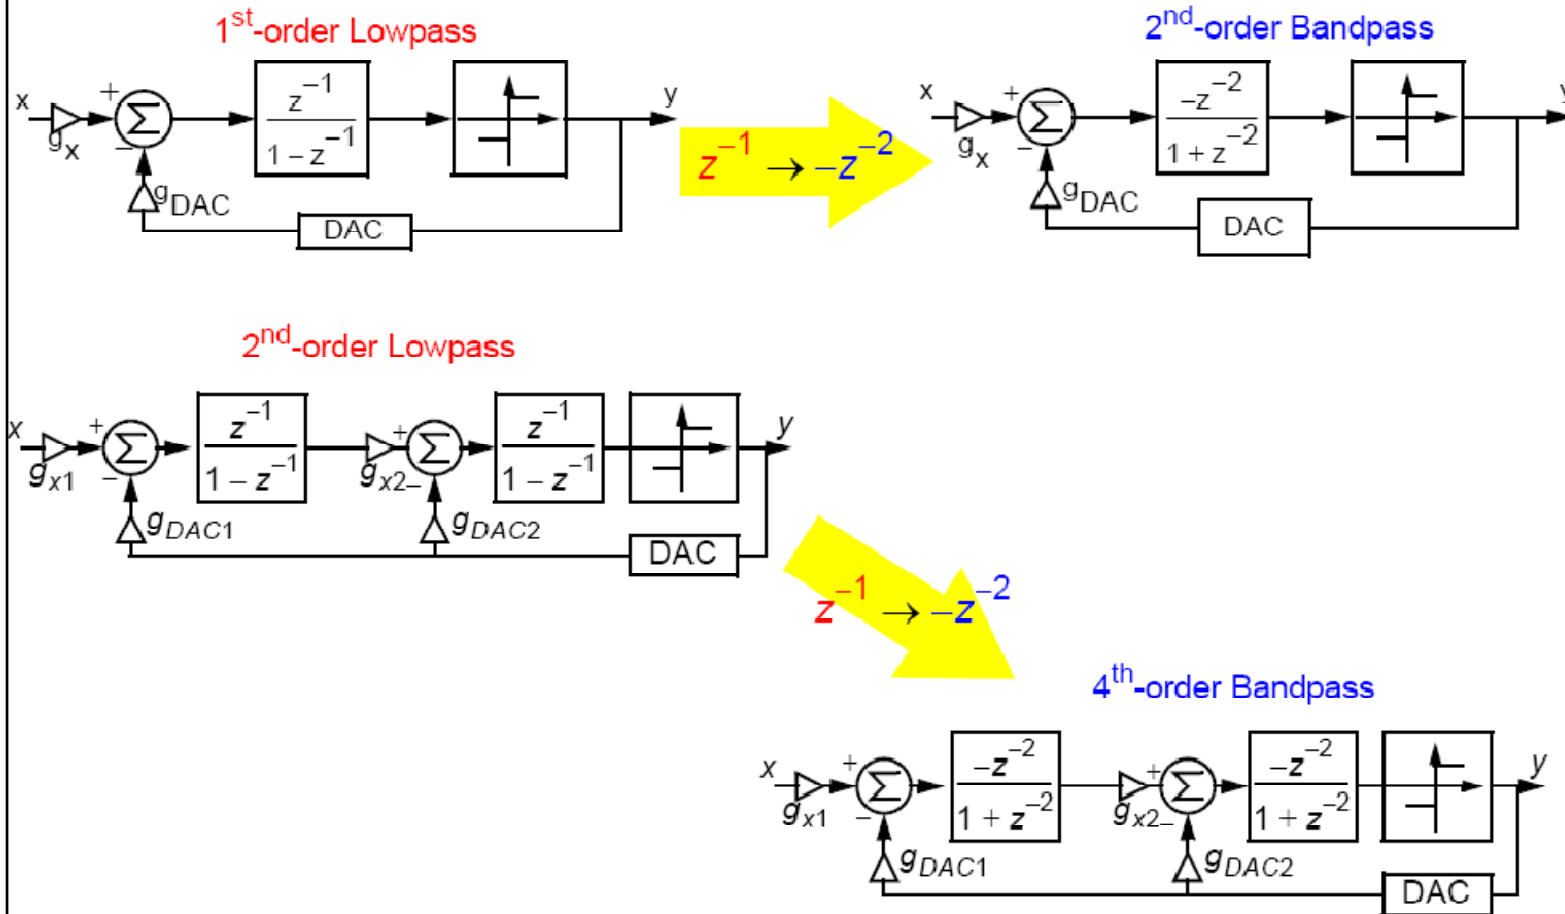 1st-order Lowpass
2nd-order Bandpass
x
gx
+
−
Σ
z−1
1 − z−1
y
gDAC
DAC
z−1 → −z−2
x
gx
+
−
Σ
−z−2
1 + z−2
y
gDAC
DAC
2nd-order Lowpass
x
gx1
+
−
Σ
z−1
1 − z−1
gx2
+
−
Σ
z−1
1 − z−1
y
gDAC1
gDAC2
DAC
z−1 → −z−2
4th-order Bandpass
x
gx1
+
−
Σ
−z−2
1 + z−2
gx2
+
−
Σ
−z−2
1 + z−2
y
gDAC1
gDAC2
DAC